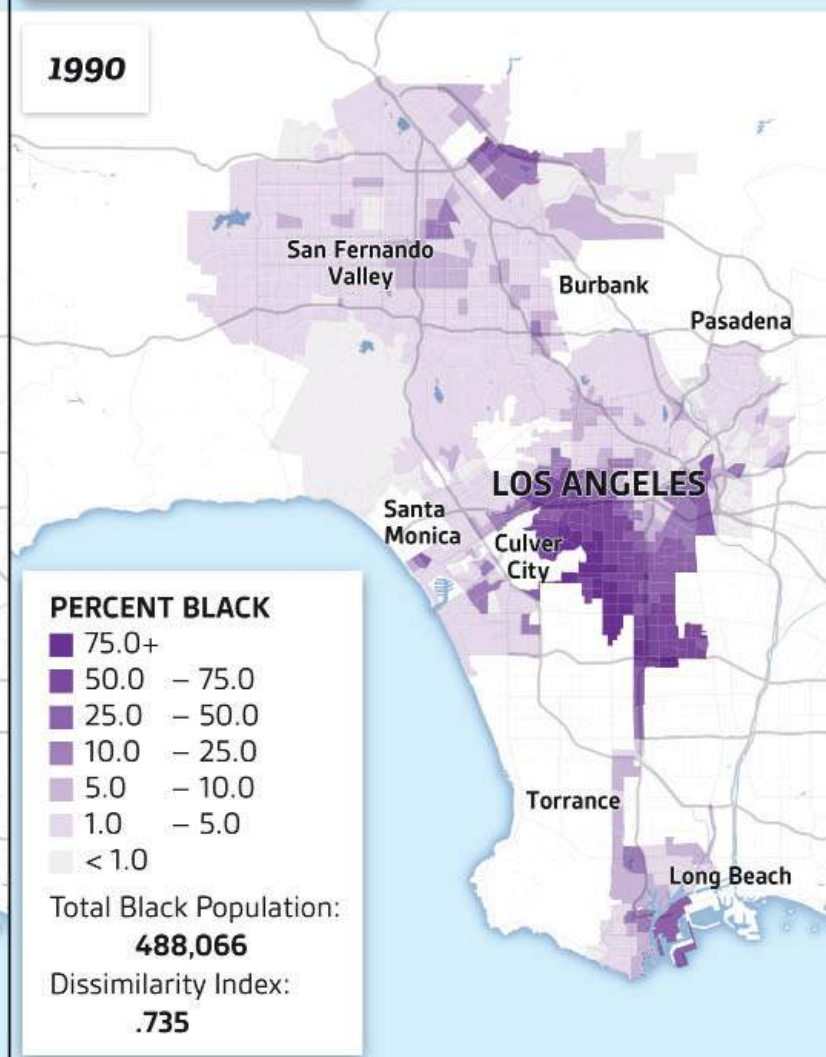 1990
San Fernando
Valley
Burbank
Pasadena
LOS ANGELES
Santa
Monica
Culver
City
PERCENT BLACK
75.0+
50.0 – 75.0
25.0 – 50.0
10.0 – 25.0
5.0 – 10.0
1.0 – 5.0
< 1.0
Total Black Population:
488,066
Dissimilarity Index:
.735
Torrance
Long Beach